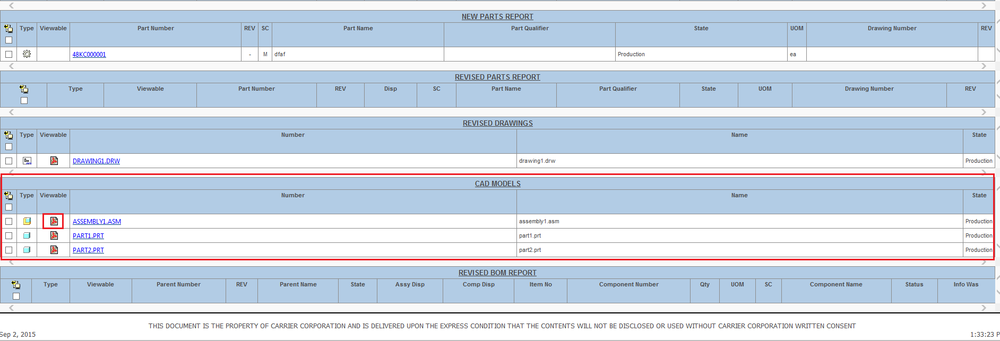 NEW PARTS REPORT
Type Viewable Part Number REV SC Part Name Part Qualifier State UOM Drawing Number REV
48KC000001 - M dfaf Production ea
REVISED PARTS REPORT
Type Viewable Part Number REV Disp SC Part Name Part Qualifier State UOM Drawing Number REV
REVISED DRAWINGS
Type Viewable Number Name State
DRAWING1.DRW drawing1.drw Production
CAD MODELS
Type Viewable Number Name State
ASSEMBLY1.ASM assembly1.asm Production
PART1.PRT part1.prt Production
PART2.PRT part2.prt Production
REVISED BOM REPORT
Type Viewable Parent Number REV Parent Name State Assy Disp Comp Disp Item No Component Number Qty UOM SC Component Name Status Info Was
THIS DOCUMENT IS THE PROPERTY OF CARRIER CORPORATION AND IS DELIVERED UPON THE EXPRESS CONDITION THAT THE CONTENTS WILL NOT BE DISCLOSED OR USED WITHOUT CARRIER CORPORATION WRITTEN CONSENT
Sep 2, 2015 1:33:23 P